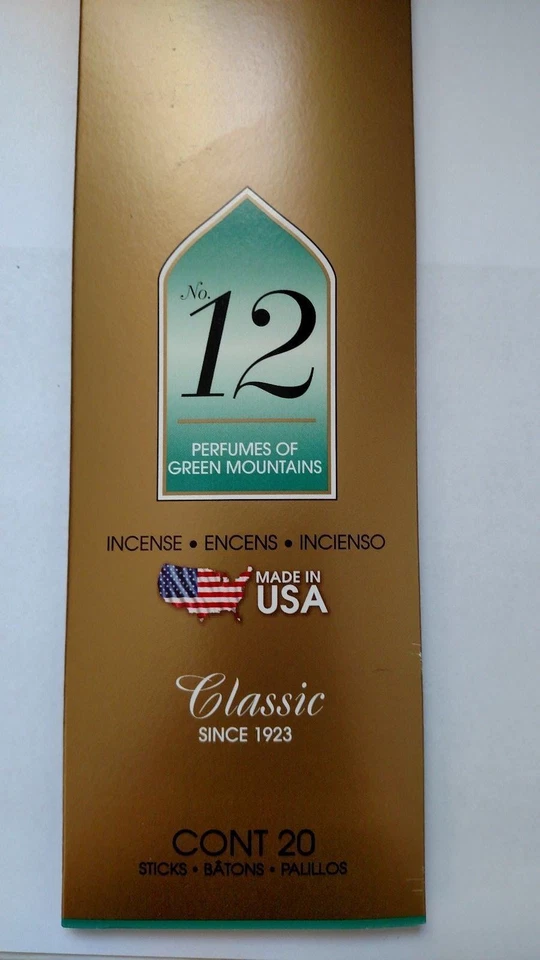 No.
12
PERFUMES OF
GREEN MOUNTAINS
INCENSE • ENCENS • INCIENSO
MADE IN
USA
Classic
SINCE 1923
CONT 20
STICKS • BÂTONS • PALILLOS